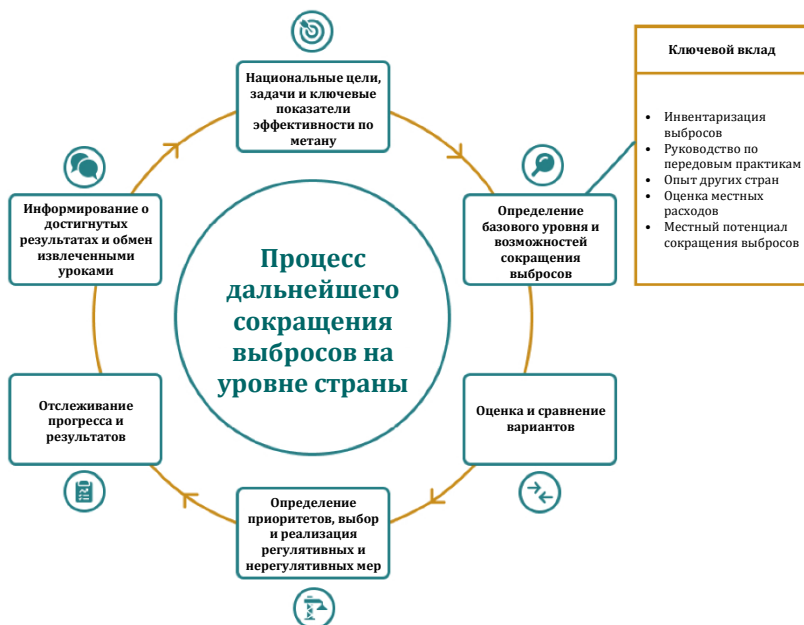 Национальные цели,
задачи и ключевые
показатели
эффективности по
метану
Ключевой вклад
• Инвентаризация
выбросов
• Руководство по
передовым практикам
• Опыт других стран
• Оценка местных
расходов
• Местный потенциал
сокращения выбросов
Информирование о
достигнутых
результатах и обмен
извлеченными
уроками
Определение
базового уровня и
возможностей
сокращения
выбросов
Процесс
дальнейшего
сокращения
выбросов на
уровне страны
Отслеживание
прогресса и
результатов
Оценка и сравнение
вариантов
Определение
приоритетов, выбор
и реализация
регулятивных и
нерегулятивных мер